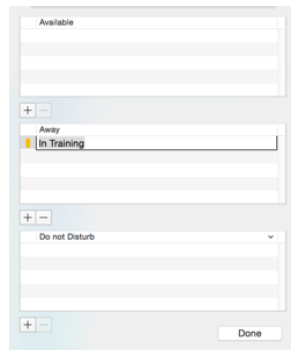 Available
+ −
Away
In Training
+ −
Do not Disturb
+ −
Done